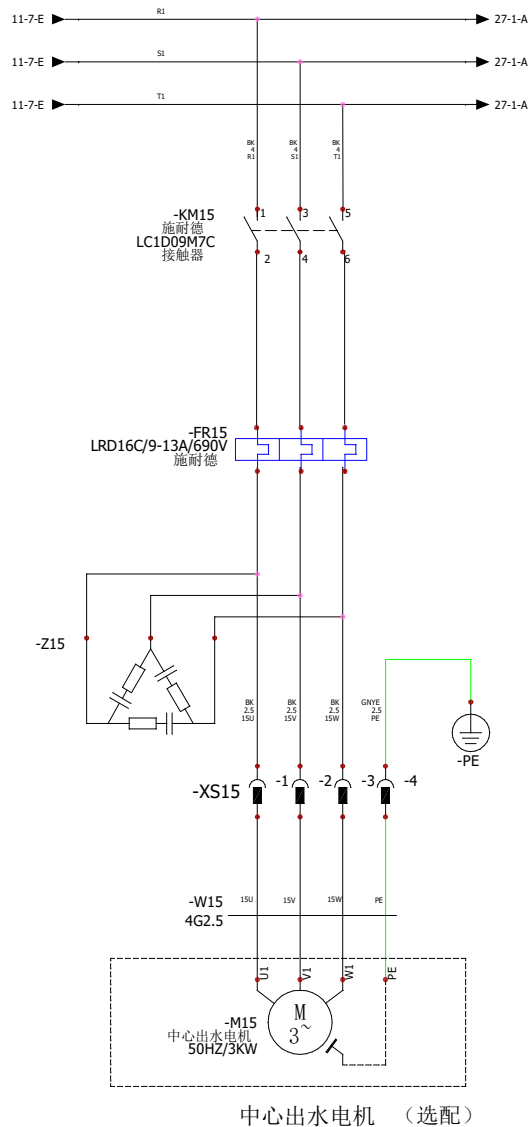 R1
11-7-E
27-1-A
S1
11-7-E
27-1-A
T1
11-7-E
27-1-A
BK
4
R1
BK
4
S1
BK
4
T1
-KM15
施耐德
LC1D09M7C
接触器
1
3
5
2
4
6
-FR15
LRD16C/9-13A/690V
施耐德
-Z15
BK
2.5
15U
BK
2.5
15V
BK
2.5
15W
GNYE
2.5
PE
-PE
-XS15
-1
-2
-3
-4
-W15
4G2.5
15U
15V
15W
PE
U1
V1
W1
PE
-M15
中心出水电机
50HZ/3KW
M
3~
中心出水电机 （选配）